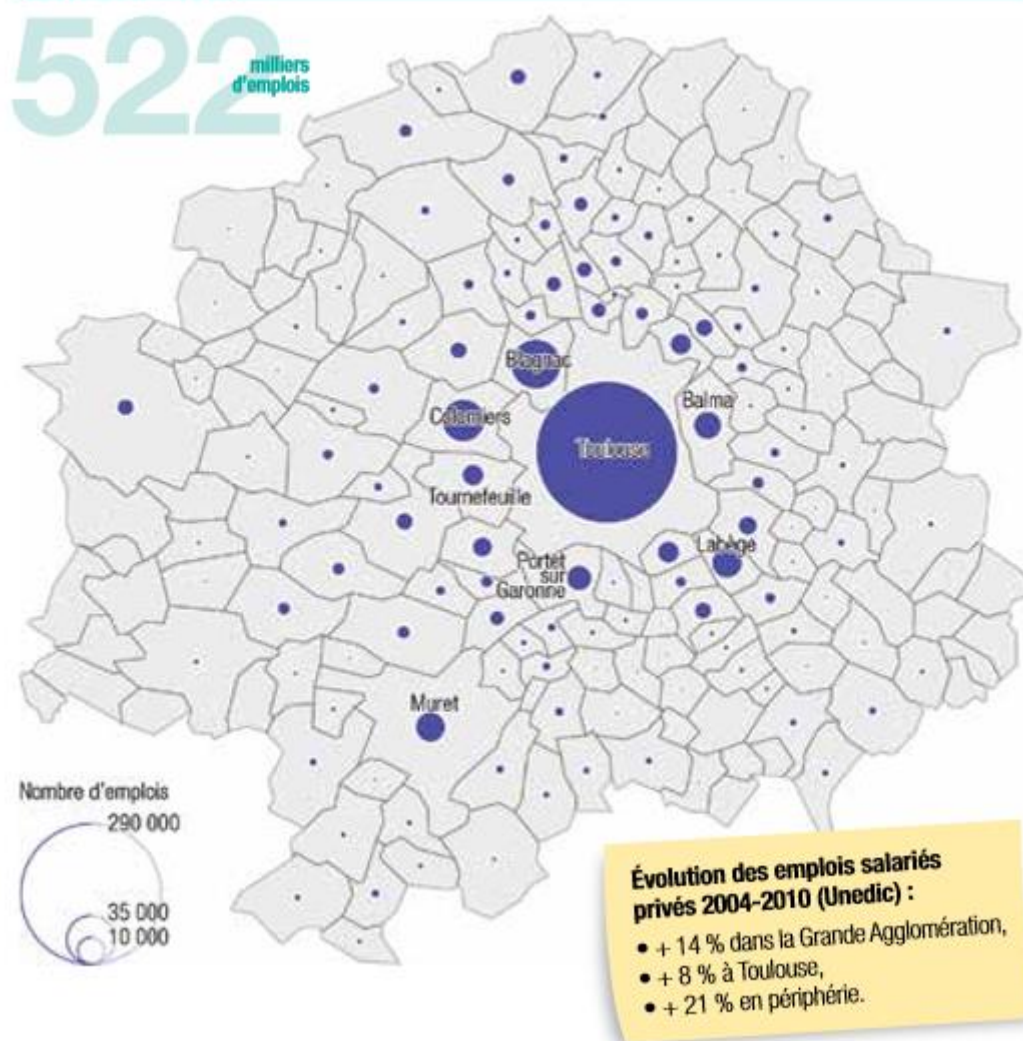 522
milliers
d'emplois
Blagnac
Colomiers
Toulouse
Balma
Tournefeuille
Labège
Portet
sur
Garonne
Muret
Nombre d'emplois
290 000
35 000
10 000
Évolution des emplois salariés
privés 2004-2010 (Unedic) :
• + 14 % dans la Grande Agglomération,
• + 8 % à Toulouse,
• + 21 % en périphérie.